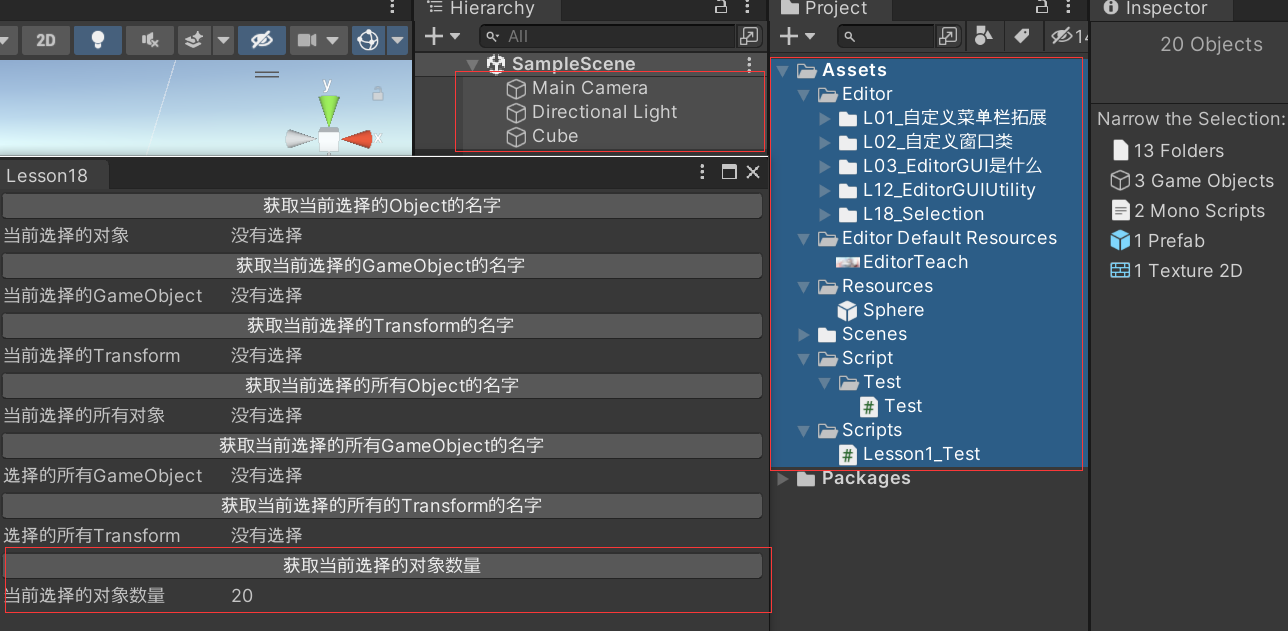 Hierarchy
Project
Inspector
2D
All
14
SampleScene
Main Camera
Directional Light
Cube
y
x
Lesson18
获取当前选择的Object的名字
当前选择的对象 没有选择
获取当前选择的GameObject的名字
当前选择的GameObject 没有选择
获取当前选择的Transform的名字
当前选择的Transform 没有选择
获取当前选择的所有Object的名字
当前选择的所有对象 没有选择
获取当前选择的所有GameObject的名字
选择的所有GameObject 没有选择
获取当前选择的所有的Transform的名字
选择的所有Transform 没有选择
获取当前选择的对象数量
当前选择的对象数量 20
Assets
Editor
L01_自定义菜单栏拓展
L02_自定义窗口类
L03_EditorGUI是什么
L12_EditorGUIUtility
L18_Selection
Editor Default Resources
EditorTeach
Resources
Sphere
Scenes
Script
Test
Test
Scripts
Lesson1_Test
Packages
20 Objects
Narrow the Selection:
13 Folders
3 Game Objects
2 Mono Scripts
1 Prefab
1 Texture 2D